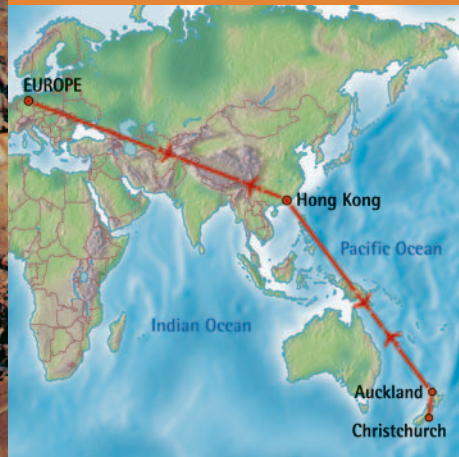 EUROPE
Hong Kong
Pacific Ocean
Indian Ocean
Auckland
Christchurch